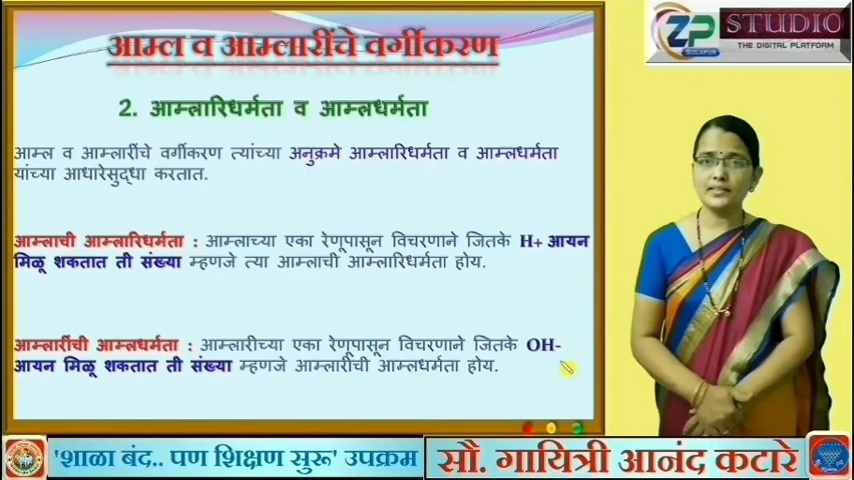 आम्ल व आम्लारींचे वर्गीकरण
ZP
SOLAPUR
STUDIO
THE DIGITAL PLATFORM
2. आम्लारिधर्मता व आम्लधर्मता
आम्ल व आम्लारींचे वर्गीकरण त्यांच्या अनुक्रमे आम्लारिधर्मता व आम्लधर्मता
यांच्या आधारेसुद्धा करतात.
आम्लाची आम्लारिधर्मता : आम्लाच्या एका रेणूपासून विचरणाने जितके H+ आयन
मिळू शकतात ती संख्या म्हणजे त्या आम्लाची आम्लारिधर्मता होय.
आम्लारींची आम्लधर्मता : आम्लारीच्या एका रेणूपासून विचरणाने जितके OH-
आयन मिळू शकतात ती संख्या म्हणजे आम्लारीची आम्लधर्मता होय.
'शाळा बंद.. पण शिक्षण सुरू' उपक्रम
सौ. गायित्री आनंद कटारे